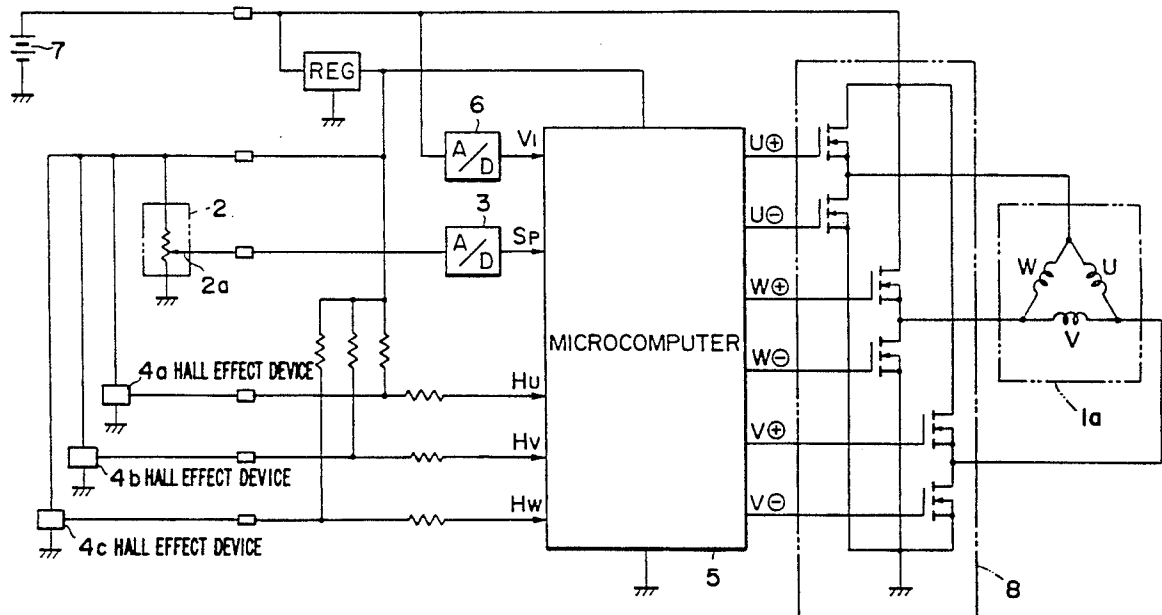 7
REG
6
A/D
VI
U⊕
2
3
A/D
SP
U⊖
2a
W⊕
W
U
V
MICROCOMPUTER
W⊖
4a HALL EFFECT DEVICE
HU
1a
4b HALL EFFECT DEVICE
HV
V⊕
4c HALL EFFECT DEVICE
HW
V⊖
5
8